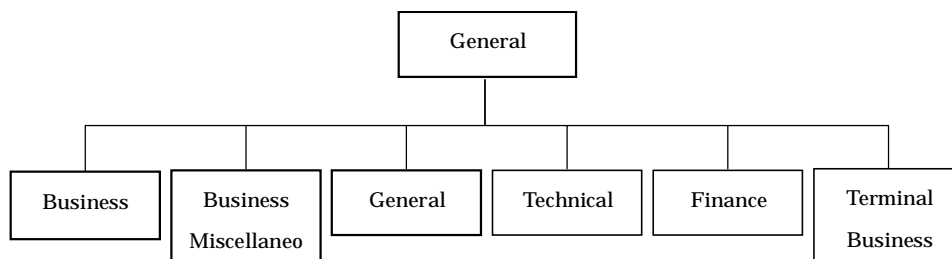 General
Business
Business
Miscellaneo
General
Technical
Finance
Terminal
Business